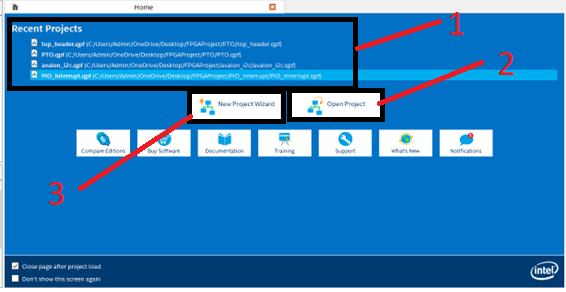 Home
1
Recent Projects
top_header.qpf (C:/Users/Admin/OneDrive/Desktop/FPGAProject/PTO/top_header.qpf)
PTO.qpf (C:/Users/Admin/OneDrive/Desktop/FPGAProject/PTO/PTO.qpf)
avalon_i2c.qpf (C:/Users/Admin/OneDrive/Desktop/FPGAProject/avalon_i2c/avalon_i2c.qpf)
PIO_Interrupt.qpf (C:/Users/Admin/OneDrive/Desktop/FPGAProject/PIO_Interrupt/PIO_Interrupt.qpf)
2
New Project Wizard
Open Project
Compare Editions
Buy Software
Documentation
Training
Support
What's New
Notifications
3
Close page after project load
Don't show this screen again
intel